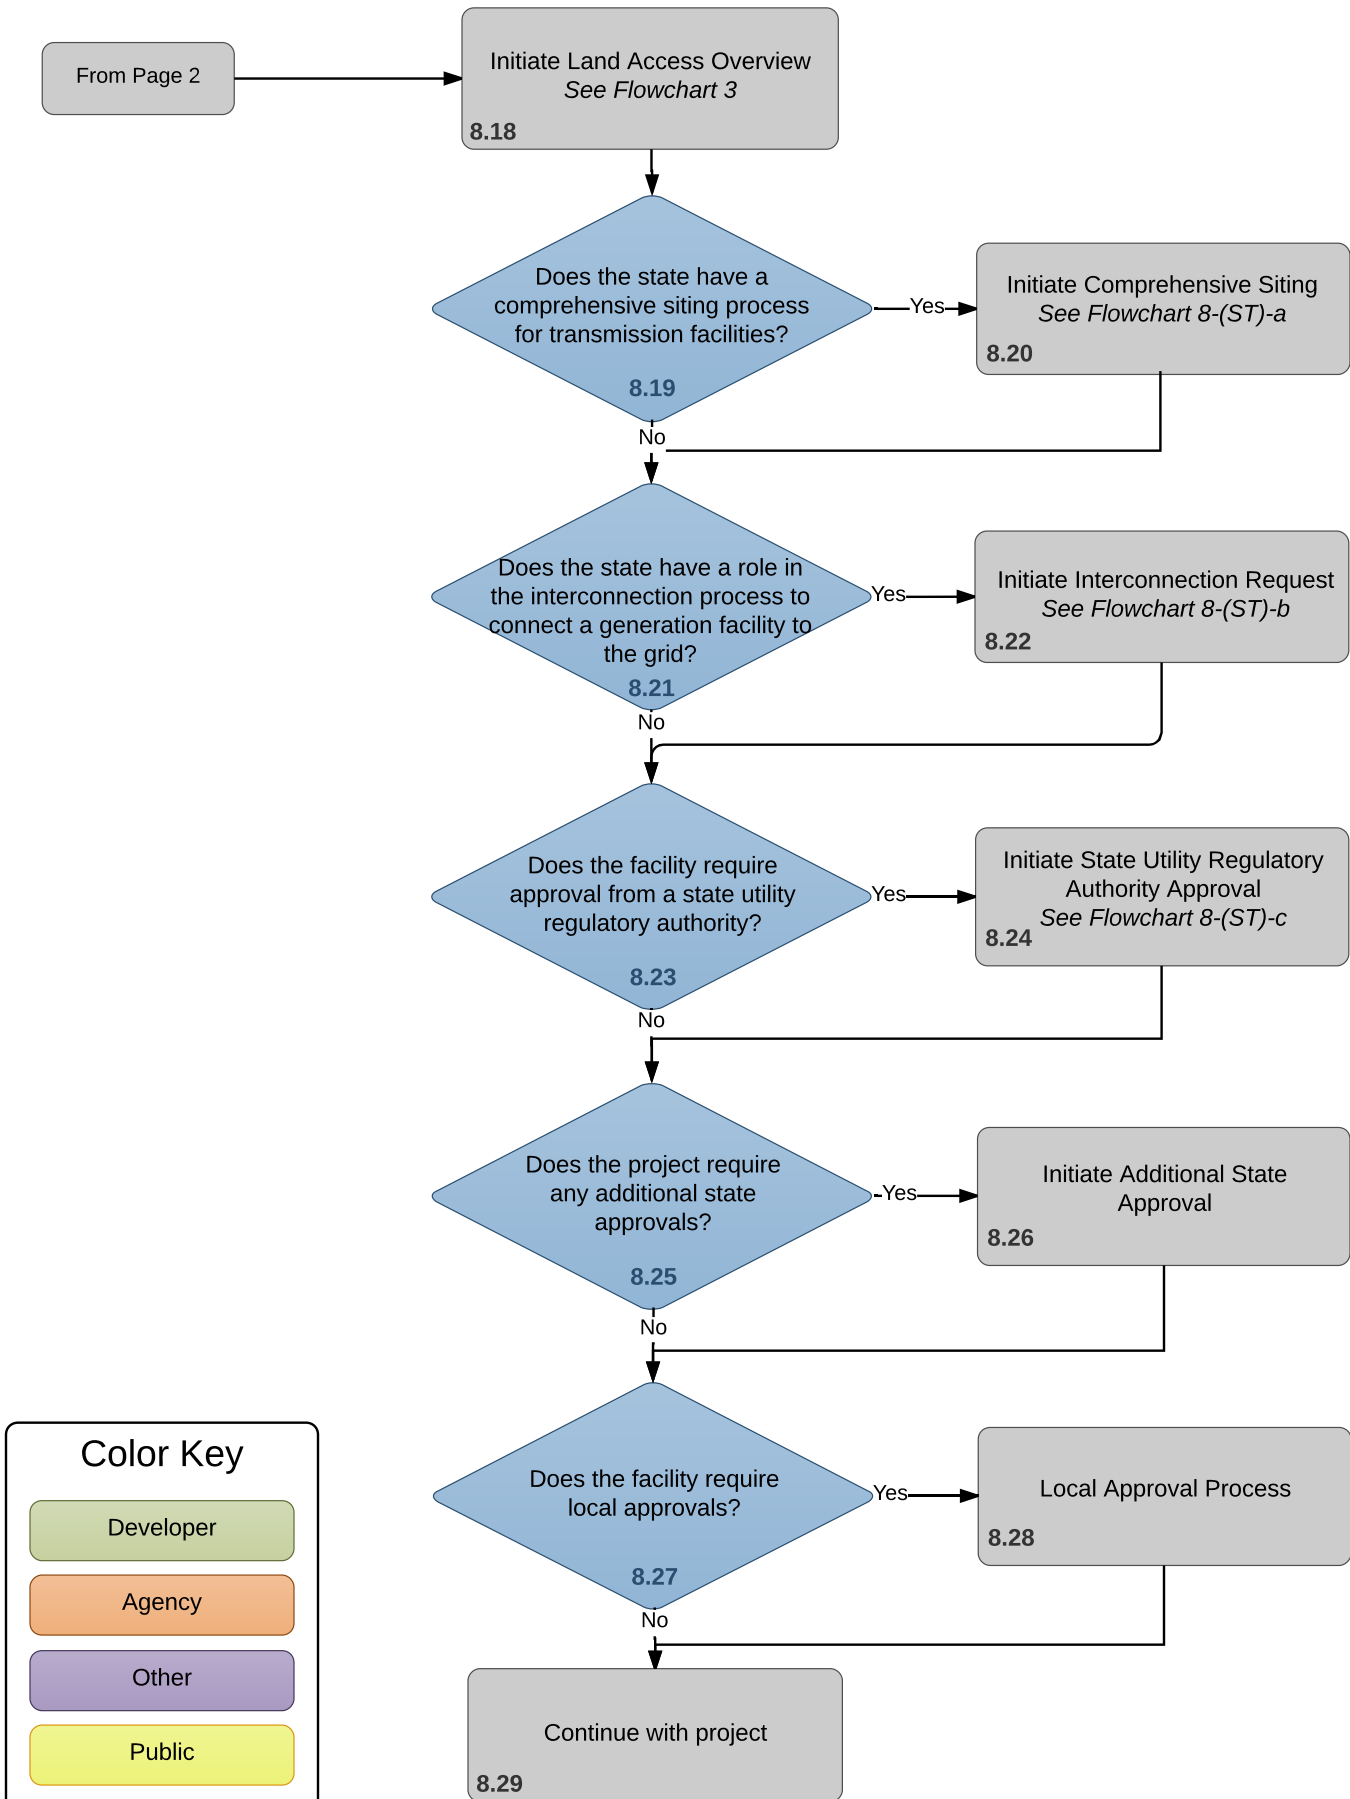 From Page 2
Initiate Land Access Overview
See Flowchart 3
8.18
Does the state have a
comprehensive siting process
for transmission facilities?
8.19
Yes
Initiate Comprehensive Siting
See Flowchart 8-(ST)-a
8.20
No
Does the state have a role in
the interconnection process to
connect a generation facility to
the grid?
8.21
Yes
Initiate Interconnection Request
See Flowchart 8-(ST)-b
8.22
No
Does the facility require
approval from a state utility
regulatory authority?
8.23
Yes
Initiate State Utility Regulatory
Authority Approval
See Flowchart 8-(ST)-c
8.24
No
Does the project require
any additional state
approvals?
8.25
Yes
Initiate Additional State
Approval
8.26
No
Does the facility require
local approvals?
8.27
Yes
Local Approval Process
8.28
No
Continue with project
8.29
Color Key
Developer
Agency
Other
Public